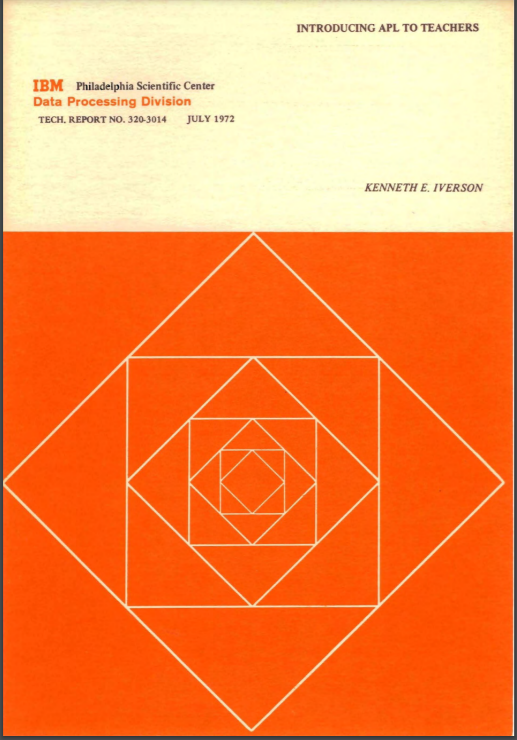 INTRODUCING APL TO TEACHERS
IBM Philadelphia Scientific Center
Data Processing Division
TECH. REPORT NO. 320-3014 JULY 1972
KENNETH E. IVERSON